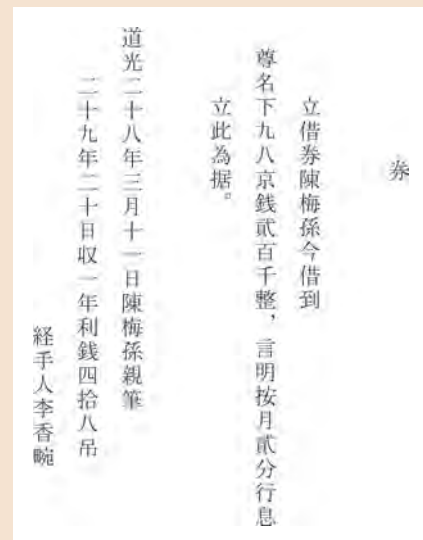 券
立借券陳梅孫今借到
尊名下九八京銭貳百千整，言明按月貳分行息
立此為据。
道光二十八年三月十一日陳梅孫親筆
二十九年二十日収一年利銭四拾八吊
経手人李香畹